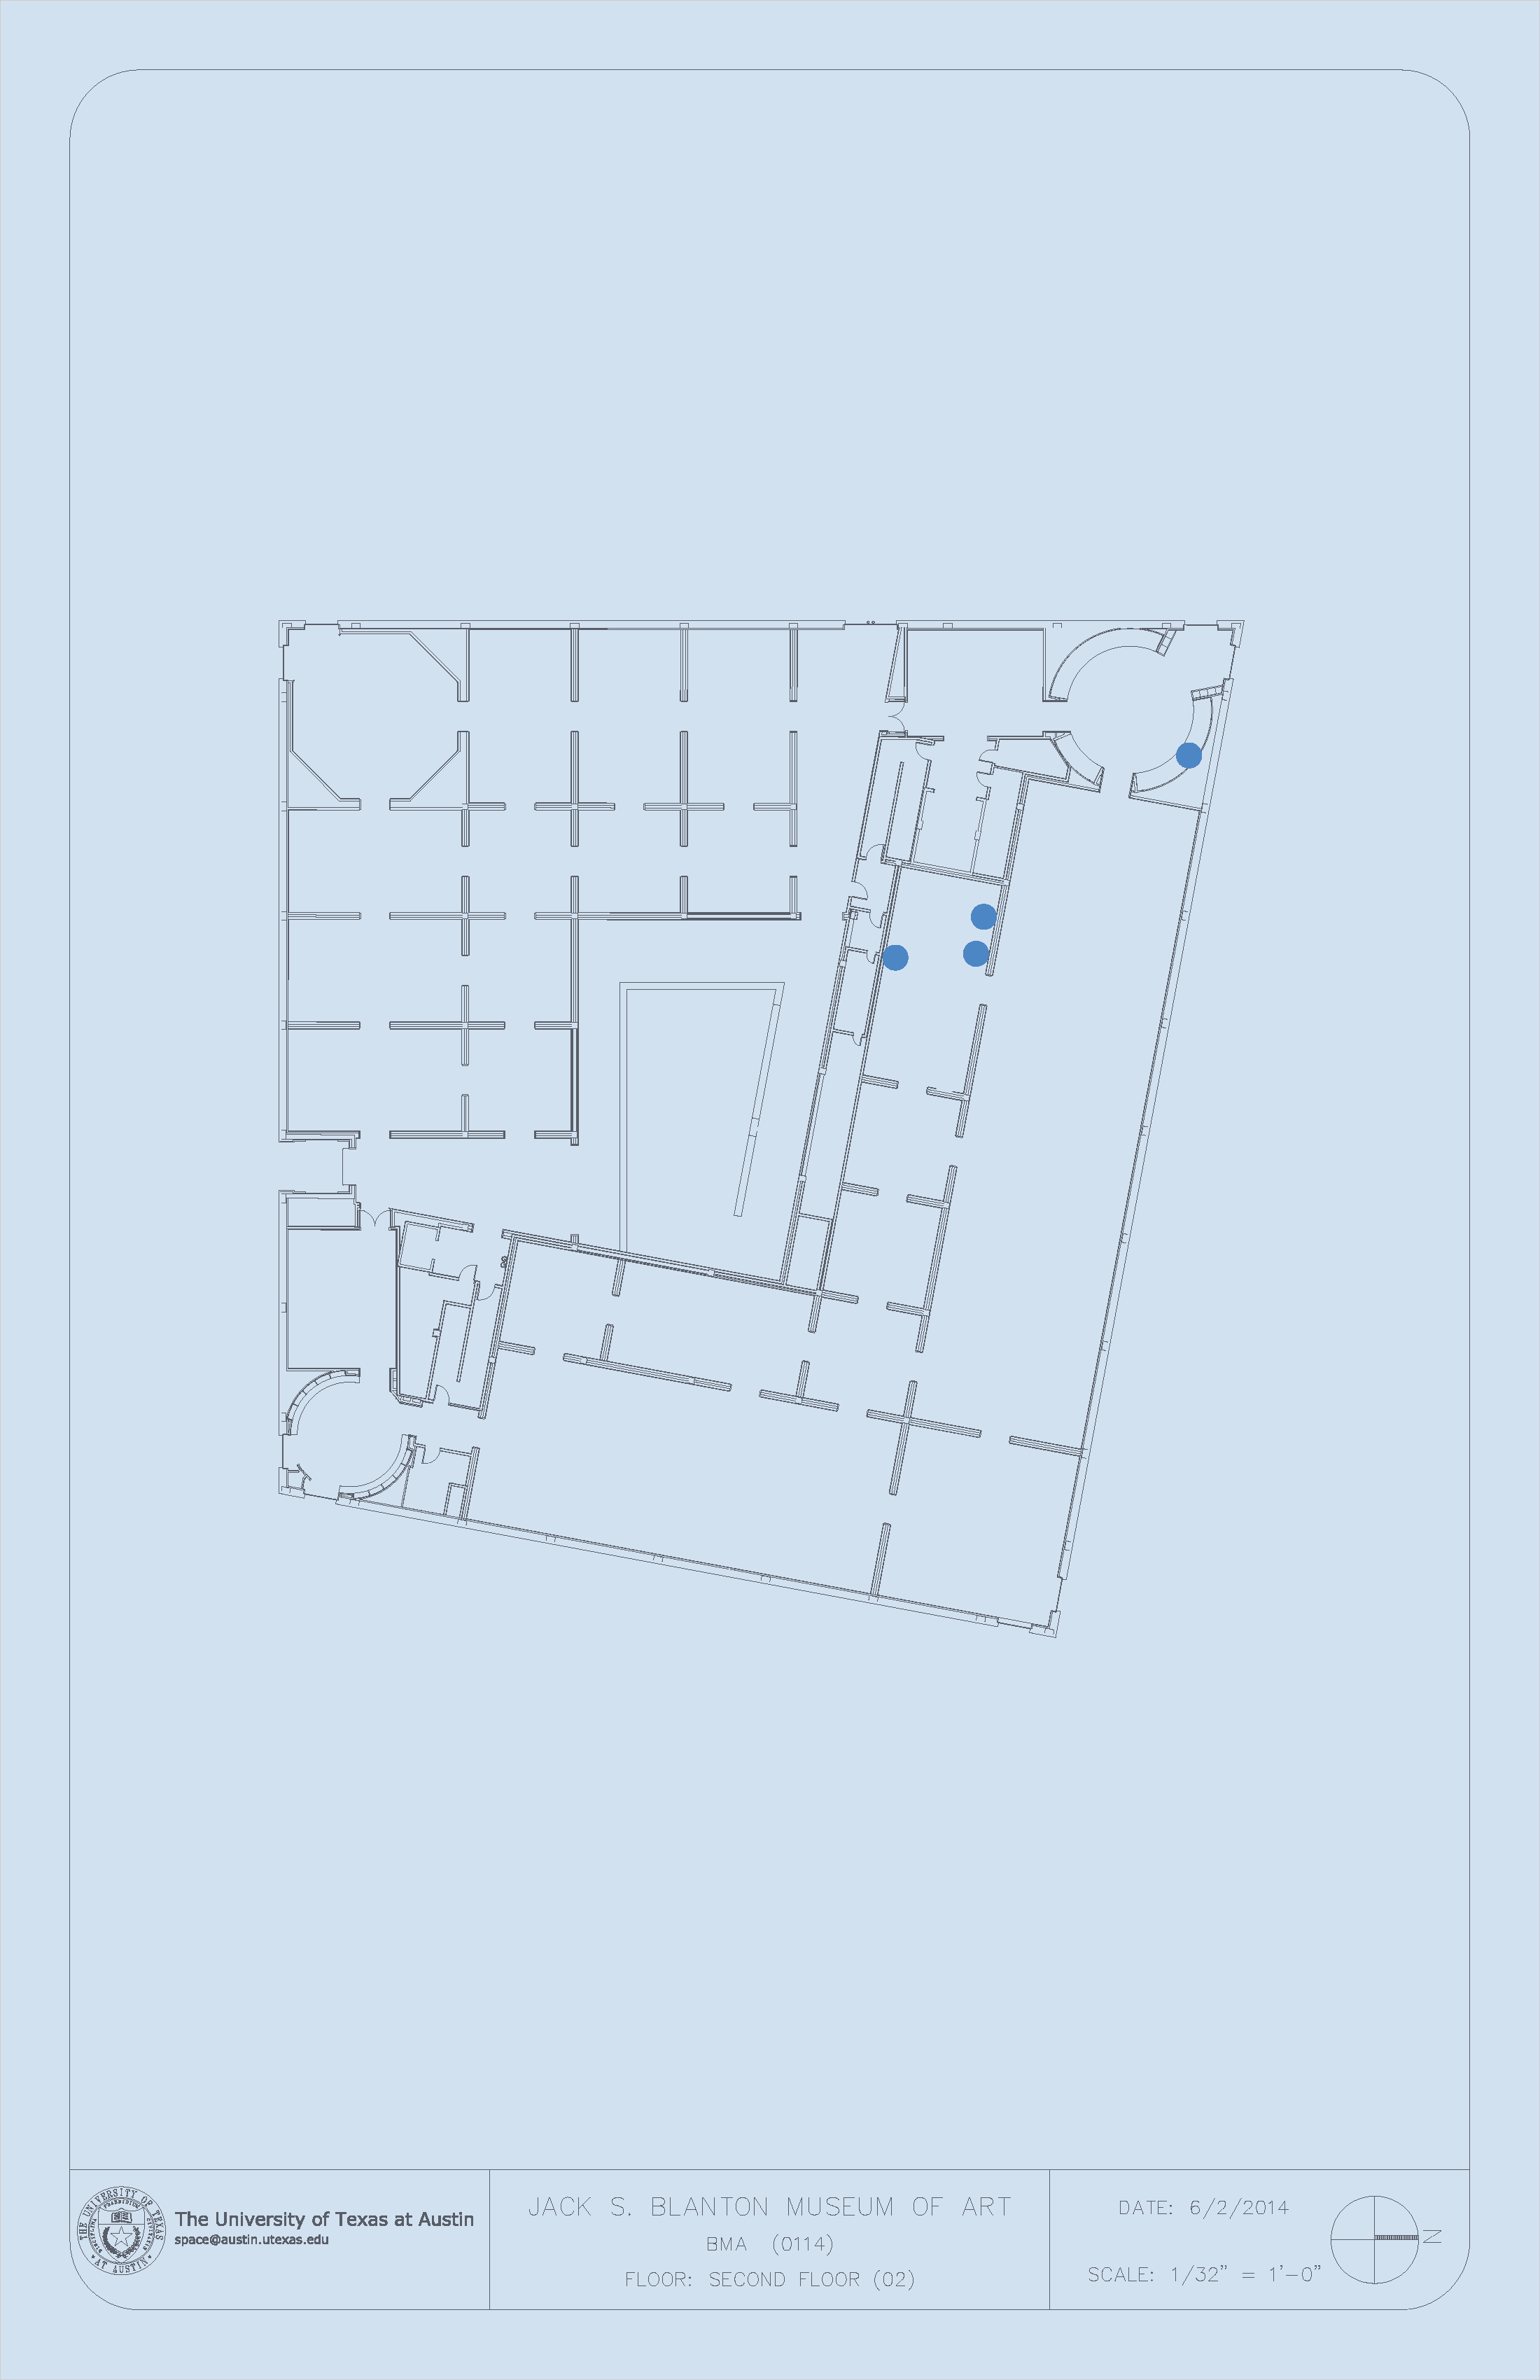 THE UNIVERSITY OF TEXAS
AT AUSTIN
The University of Texas at Austin
space@austin.utexas.edu
JACK S. BLANTON MUSEUM OF ART
BMA (0114)
FLOOR: SECOND FLOOR (02)
DATE: 6/2/2014
SCALE: 1/32" = 1'-0"
N